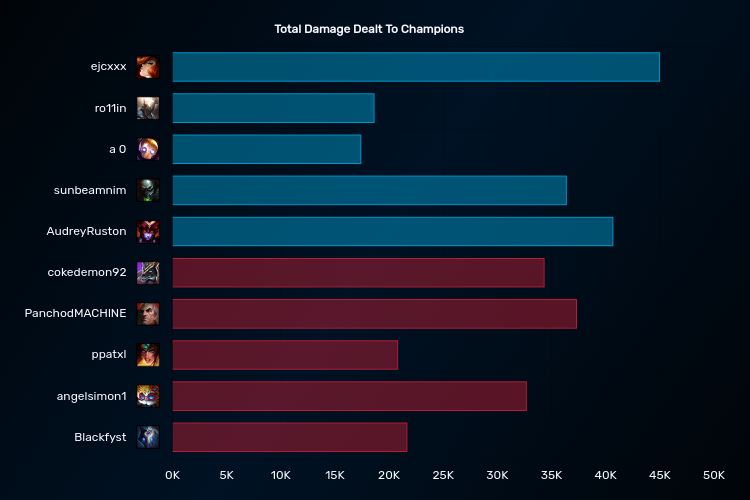 Total Damage Dealt To Champions
ejcxxx
ro11in
a 0
sunbeamnim
AudreyRuston
cokedemon92
PanchodMACHINE
ppatxl
angelsimon1
Blackfyst
0K 5K 10K 15K 20K 25K 30K 35K 40K 45K 50K